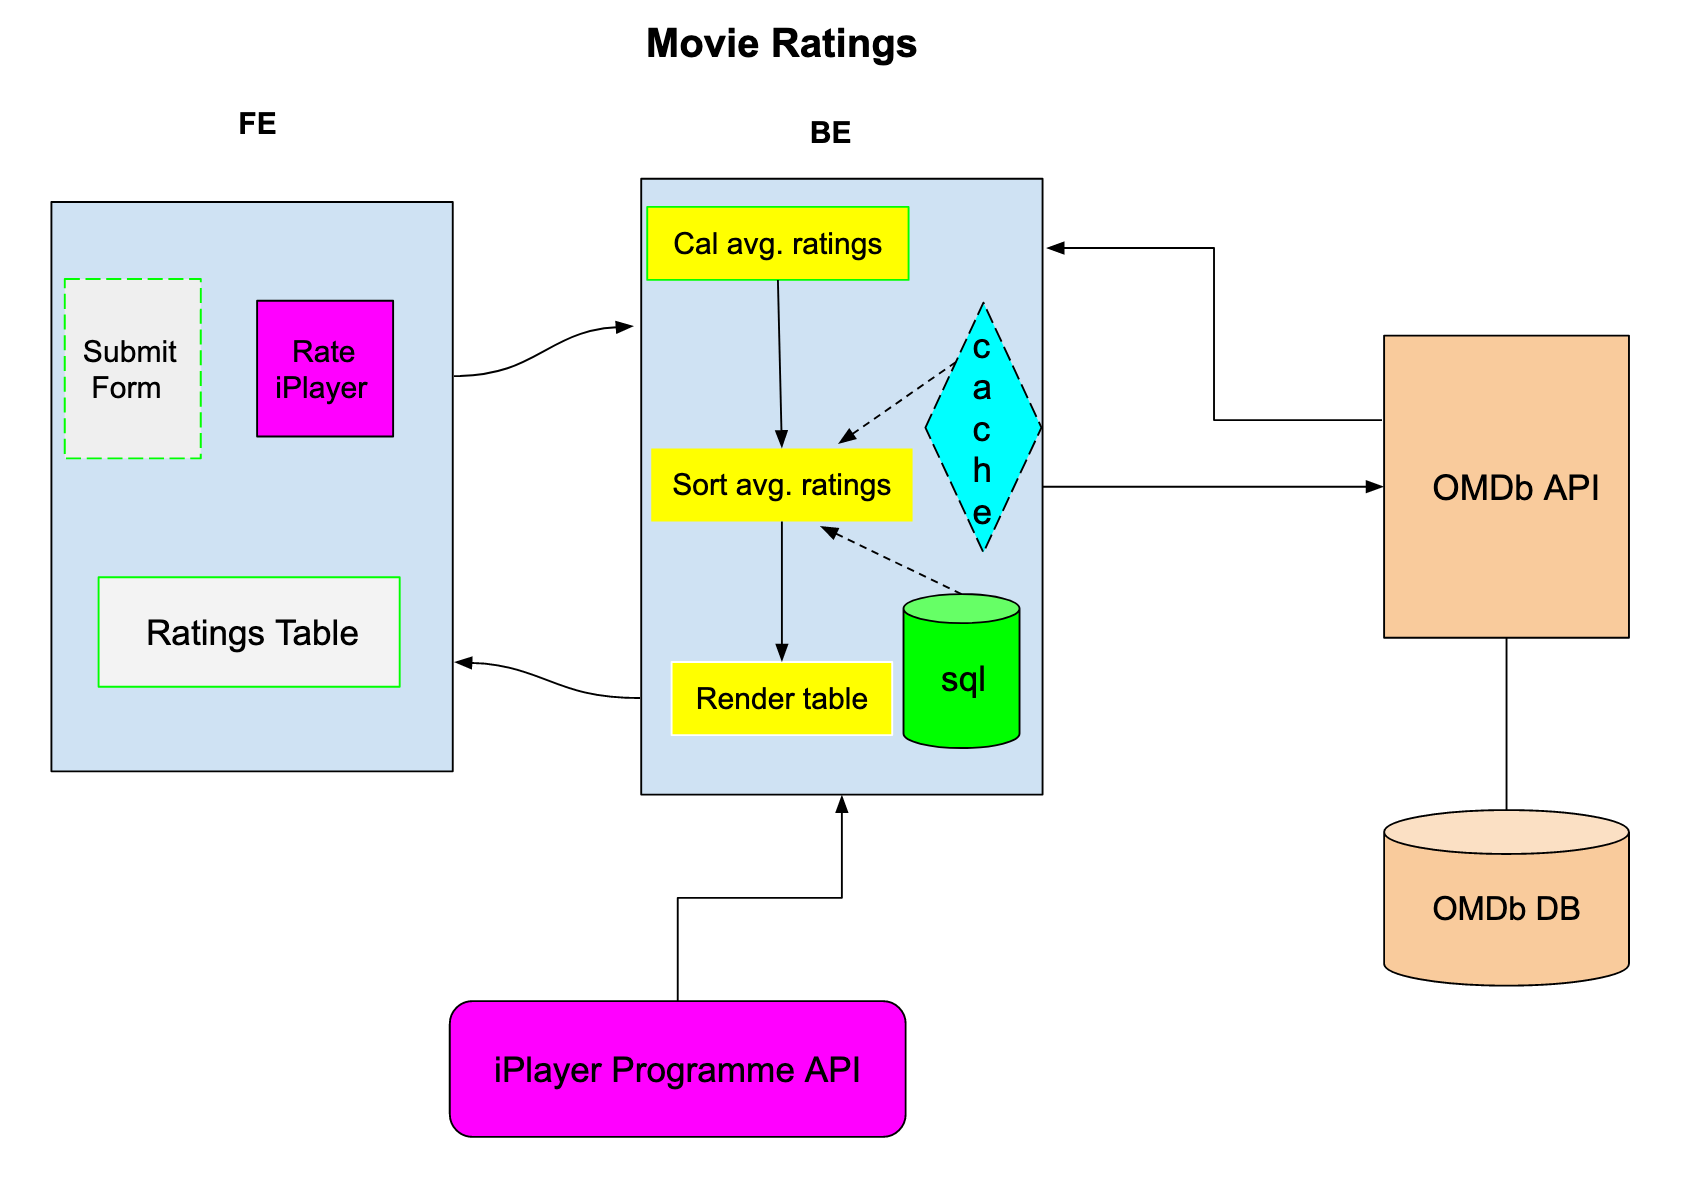 Movie Ratings
FE
BE
Submit
Form
Rate
iPlayer
Ratings Table
Cal avg. ratings
Sort avg. ratings
Render table
c
a
c
h
e
sql
OMDb API
OMDb DB
iPlayer Programme API